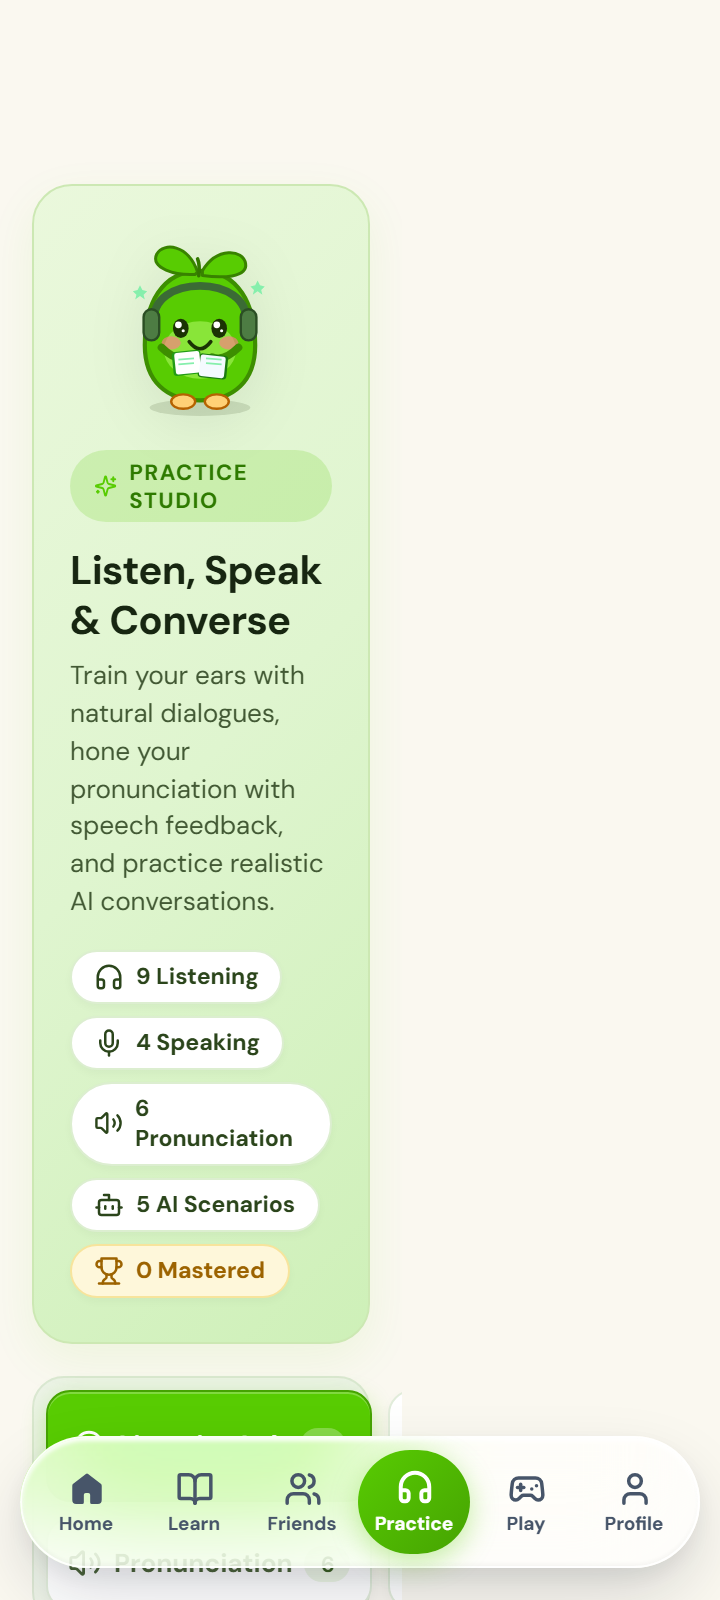 PRACTICE
STUDIO
Listen, Speak
& Converse
Train your ears with
natural dialogues,
hone your
pronunciation with
speech feedback,
and practice realistic
AI conversations.
9 Listening
4 Speaking
6
Pronunciation
5 AI Scenarios
0 Mastered
Home
Learn
Friends
Practice
Play
Profile
Pronunciation 6